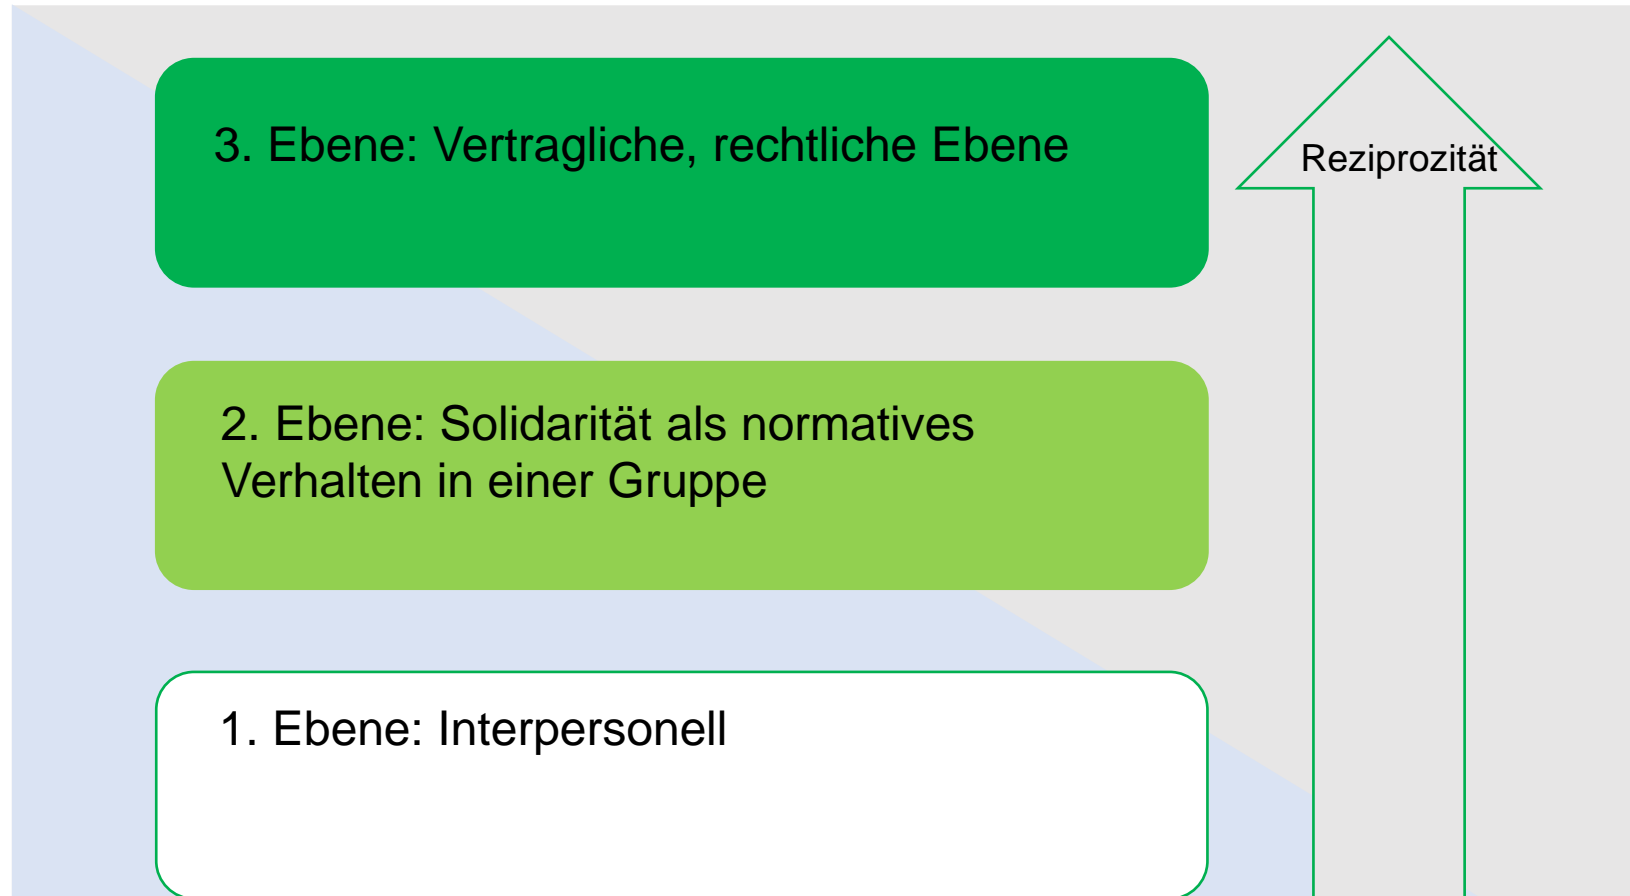 3. Ebene: Vertragliche, rechtliche Ebene
Reziprozität
2. Ebene: Solidarität als normatives
Verhalten in einer Gruppe
1. Ebene: Interpersonell